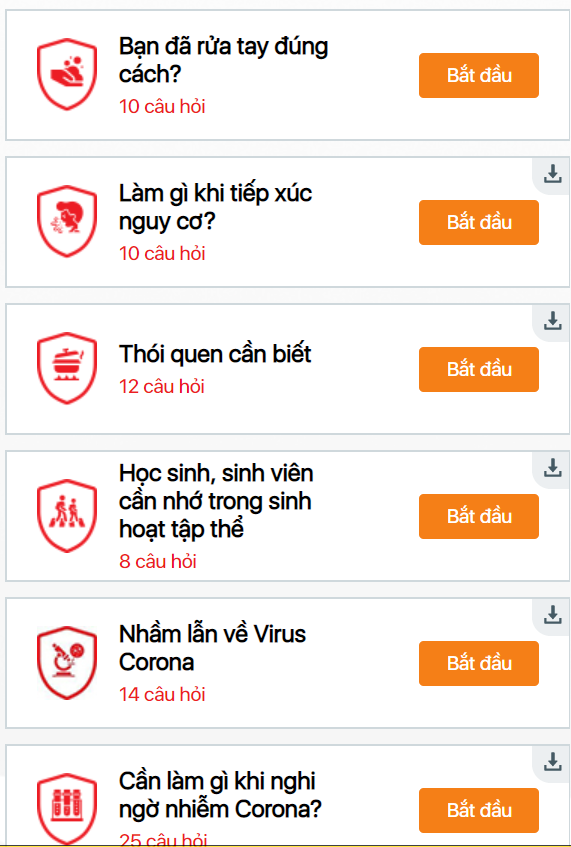 Bạn đã rửa tay đúng
cách?
10 câu hỏi
Bắt đầu
Làm gì khi tiếp xúc
nguy cơ?
10 câu hỏi
Bắt đầu
Thói quen cần biết
12 câu hỏi
Bắt đầu
Học sinh, sinh viên
cần nhớ trong sinh
hoạt tập thể
8 câu hỏi
Bắt đầu
Nhầm lẫn về Virus
Corona
14 câu hỏi
Bắt đầu
Cần làm gì khi nghi
ngờ nhiễm Corona?
25 câu hỏi
Bắt đầu